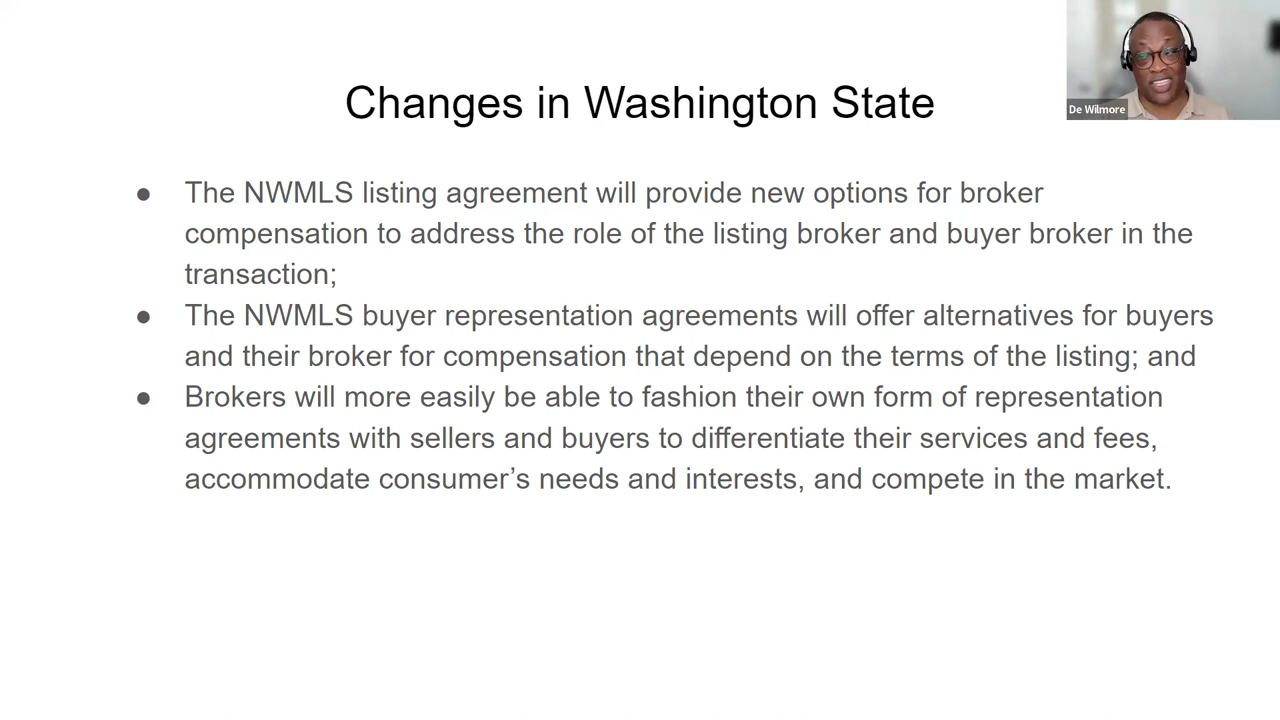 Changes in Washington State
De Wilmore
● The NWMLS listing agreement will provide new options for broker
compensation to address the role of the listing broker and buyer broker in the
transaction;
● The NWMLS buyer representation agreements will offer alternatives for buyers
and their broker for compensation that depend on the terms of the listing; and
● Brokers will more easily be able to fashion their own form of representation
agreements with sellers and buyers to differentiate their services and fees,
accommodate consumer’s needs and interests, and compete in the market.